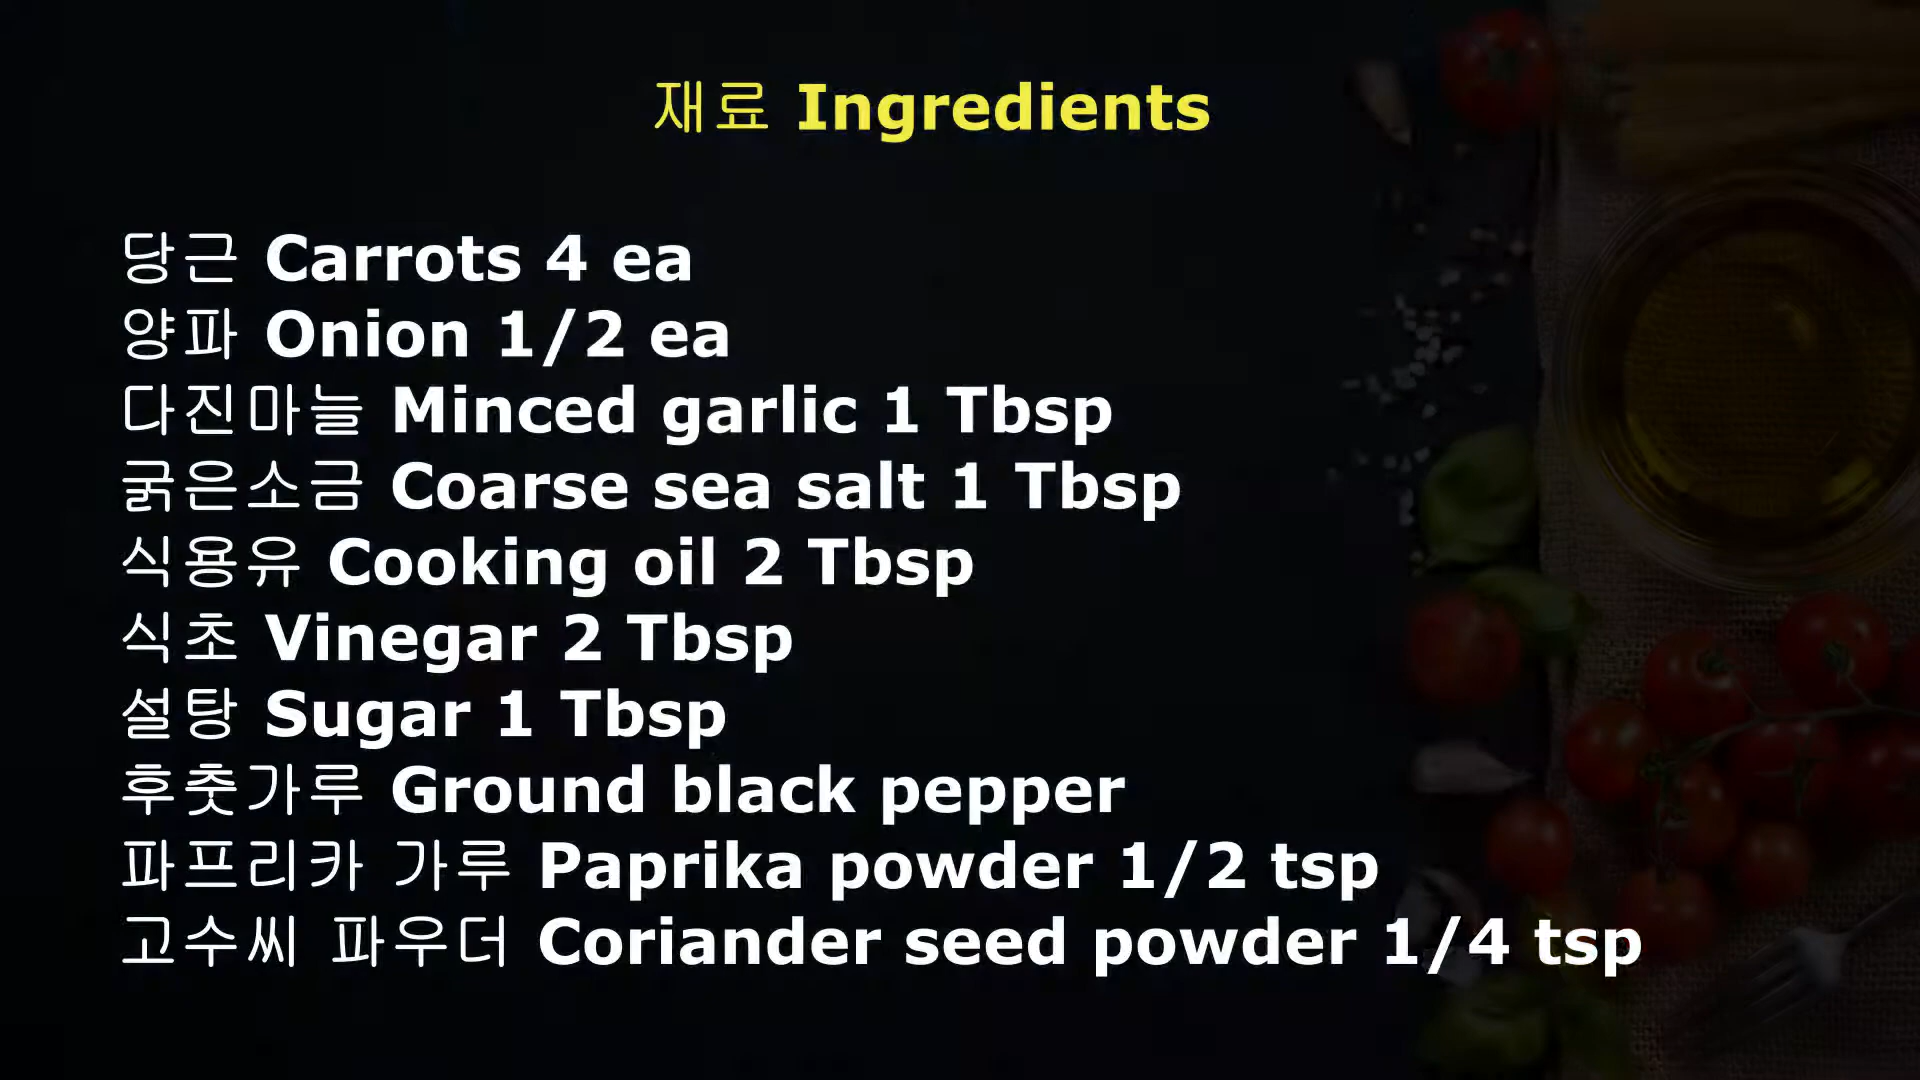 재료 Ingredients
당근 Carrots 4 ea
양파 Onion 1/2 ea
다진마늘 Minced garlic 1 Tbsp
굵은소금 Coarse sea salt 1 Tbsp
식용유 Cooking oil 2 Tbsp
식초 Vinegar 2 Tbsp
설탕 Sugar 1 Tbsp
후춧가루 Ground black pepper
파프리카 가루 Paprika powder 1/2 tsp
고수씨 파우더 Coriander seed powder 1/4 tsp